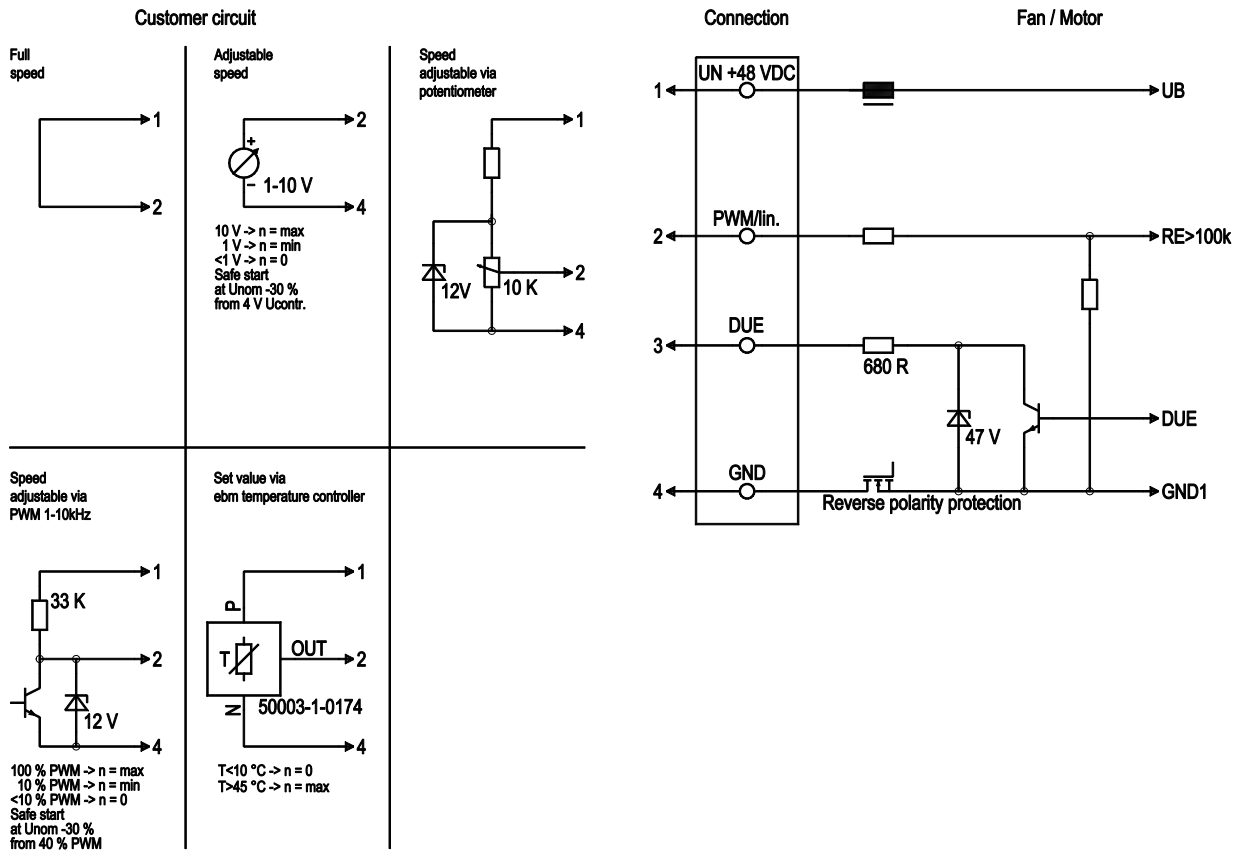 Customer circuit
Full
speed
1
2
Adjustable
speed
2
+
– 1-10 V
4
10 V -> n = max
1 V -> n = min
<1 V -> n = 0
Safe start
at Unom -30 %
from 4 V Ucontr.
Speed
adjustable via
potentiometer
1
12V
10 K
2
4
Speed
adjustable via
PWM 1-10kHz
1
33 K
2
12 V
4
100 % PWM -> n = max
10 % PWM -> n = min
<10 % PWM -> n = 0
Safe start
at Unom -30 %
from 40 % PWM
Set value via
ebm temperature controller
1
P
T
OUT
2
N
50003-1-0174
4
T<10 °C -> n = 0
T>45 °C -> n = max
Connection
Fan / Motor
UN +48 VDC
1
UB
PWM/lin.
2
RE>100k
DUE
3
680 R
DUE
47 V
GND
4
GND1
Reverse polarity protection